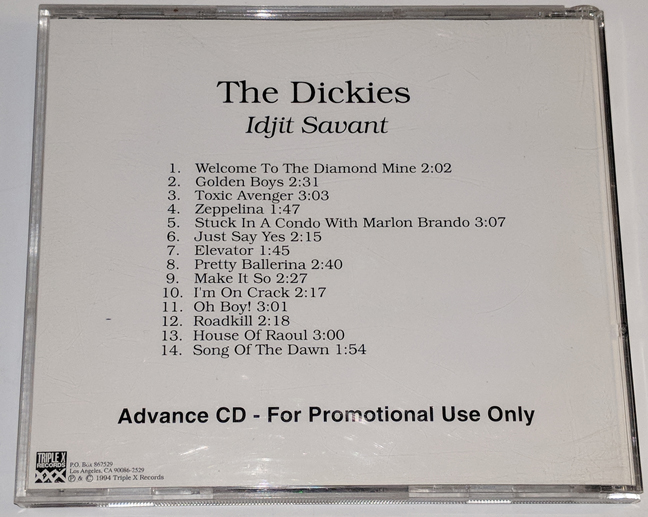 The Dickies
Idjit Savant
1. Welcome To The Diamond Mine 2:02
2. Golden Boys 2:31
3. Toxic Avenger 3:03
4. Zeppelina 1:47
5. Stuck In A Condo With Marlon Brando 3:07
6. Just Say Yes 2:15
7. Elevator 1:45
8. Pretty Ballerina 2:40
9. Make It So 2:27
10. I'm On Crack 2:17
11. Oh Boy! 3:01
12. Roadkill 2:18
13. House Of Raoul 3:00
14. Song Of The Dawn 1:54
Advance CD - For Promotional Use Only
TRIPLE X
RECORDS
XXX
P.O. Box 862529
Los Angeles, CA 90086-2529
℗ & © 1994 Triple X Records